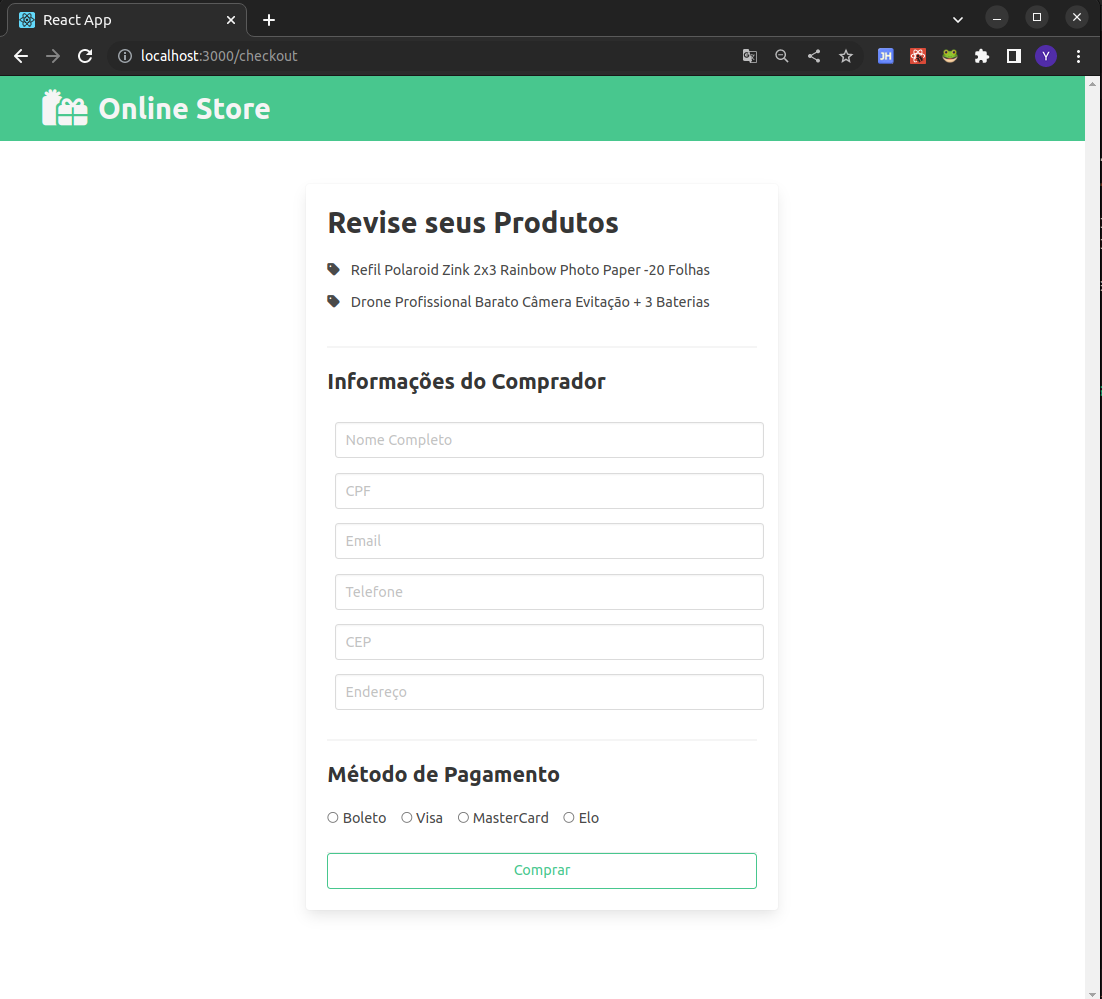 React App
localhost:3000/checkout
JH
Y
Online Store
Revise seus Produtos
Refil Polaroid Zink 2x3 Rainbow Photo Paper -20 Folhas
Drone Profissional Barato Câmera Evitação + 3 Baterias
Informações do Comprador
Nome Completo
CPF
Email
Telefone
CEP
Endereço
Método de Pagamento
Boleto Visa MasterCard Elo
Comprar